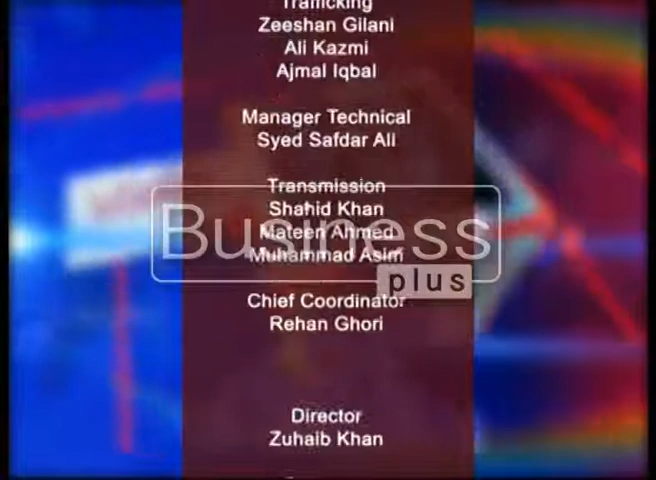 Trafficking
Zeeshan Gilani
Ali Kazmi
Ajmal Iqbal
Manager Technical
Syed Safdar Ali
Transmission
Shahid Khan
Mateen Ahmed
Muhammad Asim
Business
plus
Chief Coordinator
Rehan Ghori
Director
Zuhaib Khan